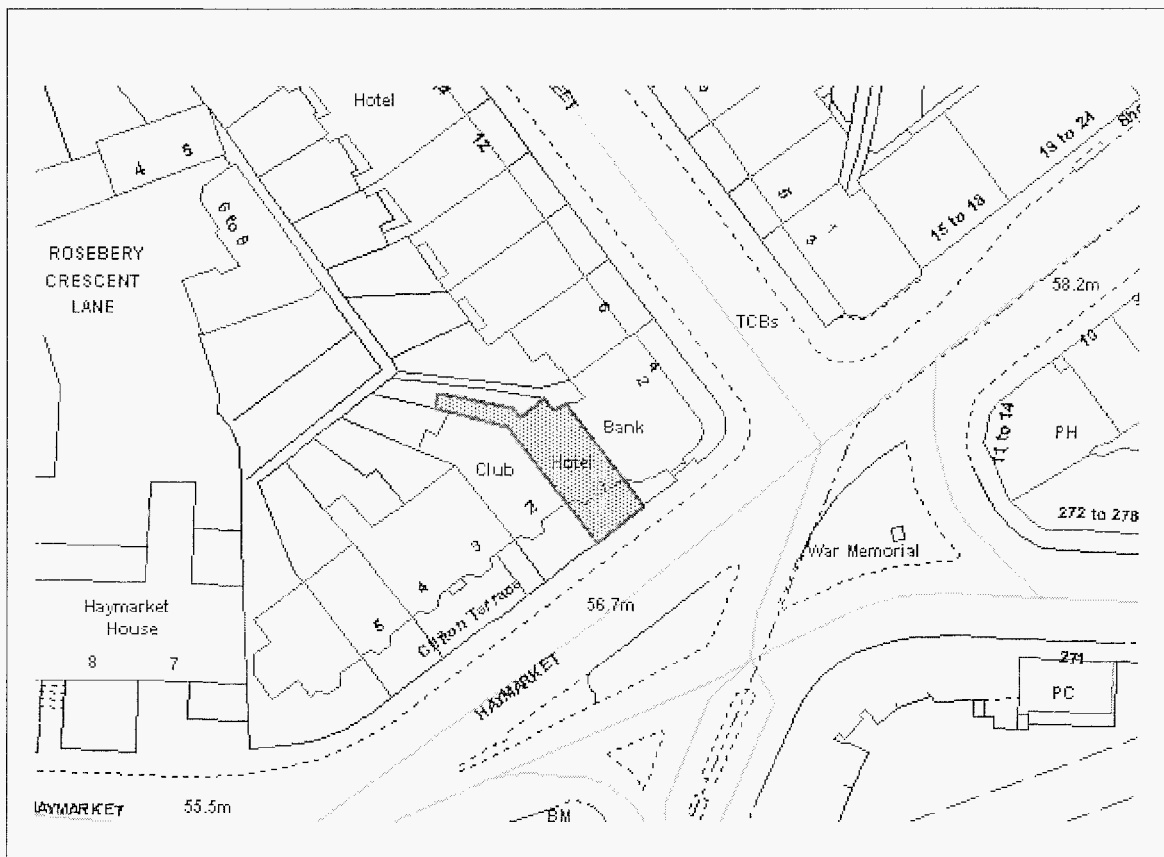 Hotel
12
4
5
6 to 8
ROSEBERY
CRESCENT
LANE
5
3
1
15 to 18
19 to 24
58.2m
TCBs
6
4
2
10
11 to 14
PH
272 to 278
Bank
Hotel
Club
2
3
4
5
Clifton Terrace
War Memorial
56.7m
HAYMARKET
Haymarket
House
8
7
271
PC
HAYMARKET
55.5m
BM